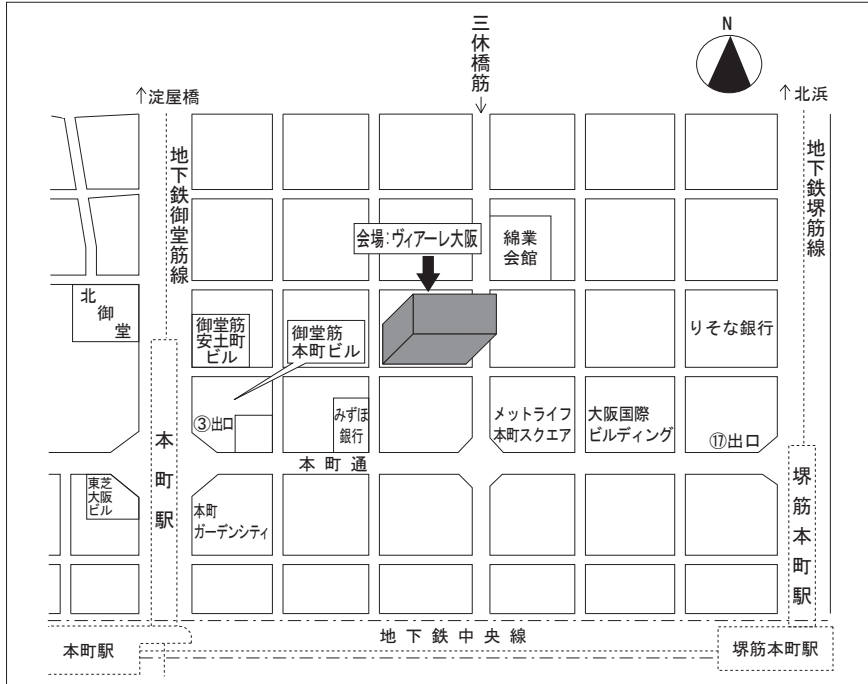 三休橋筋
↓
N
↑淀屋橋
↑北浜
地下鉄御堂筋線
地下鉄堺筋線
会場:ヴィアーレ大阪
綿業
会館
北御堂
御堂筋
安土町
ビル
御堂筋
本町ビル
りそな銀行
③出口
みずほ
銀行
メットライフ
本町スクエア
大阪国際
ビルディング
⑰出口
本町通
本町駅
東芝
大阪
ビル
本町
ガーデンシティ
堺筋本町駅
地下鉄中央線
本町駅
堺筋本町駅